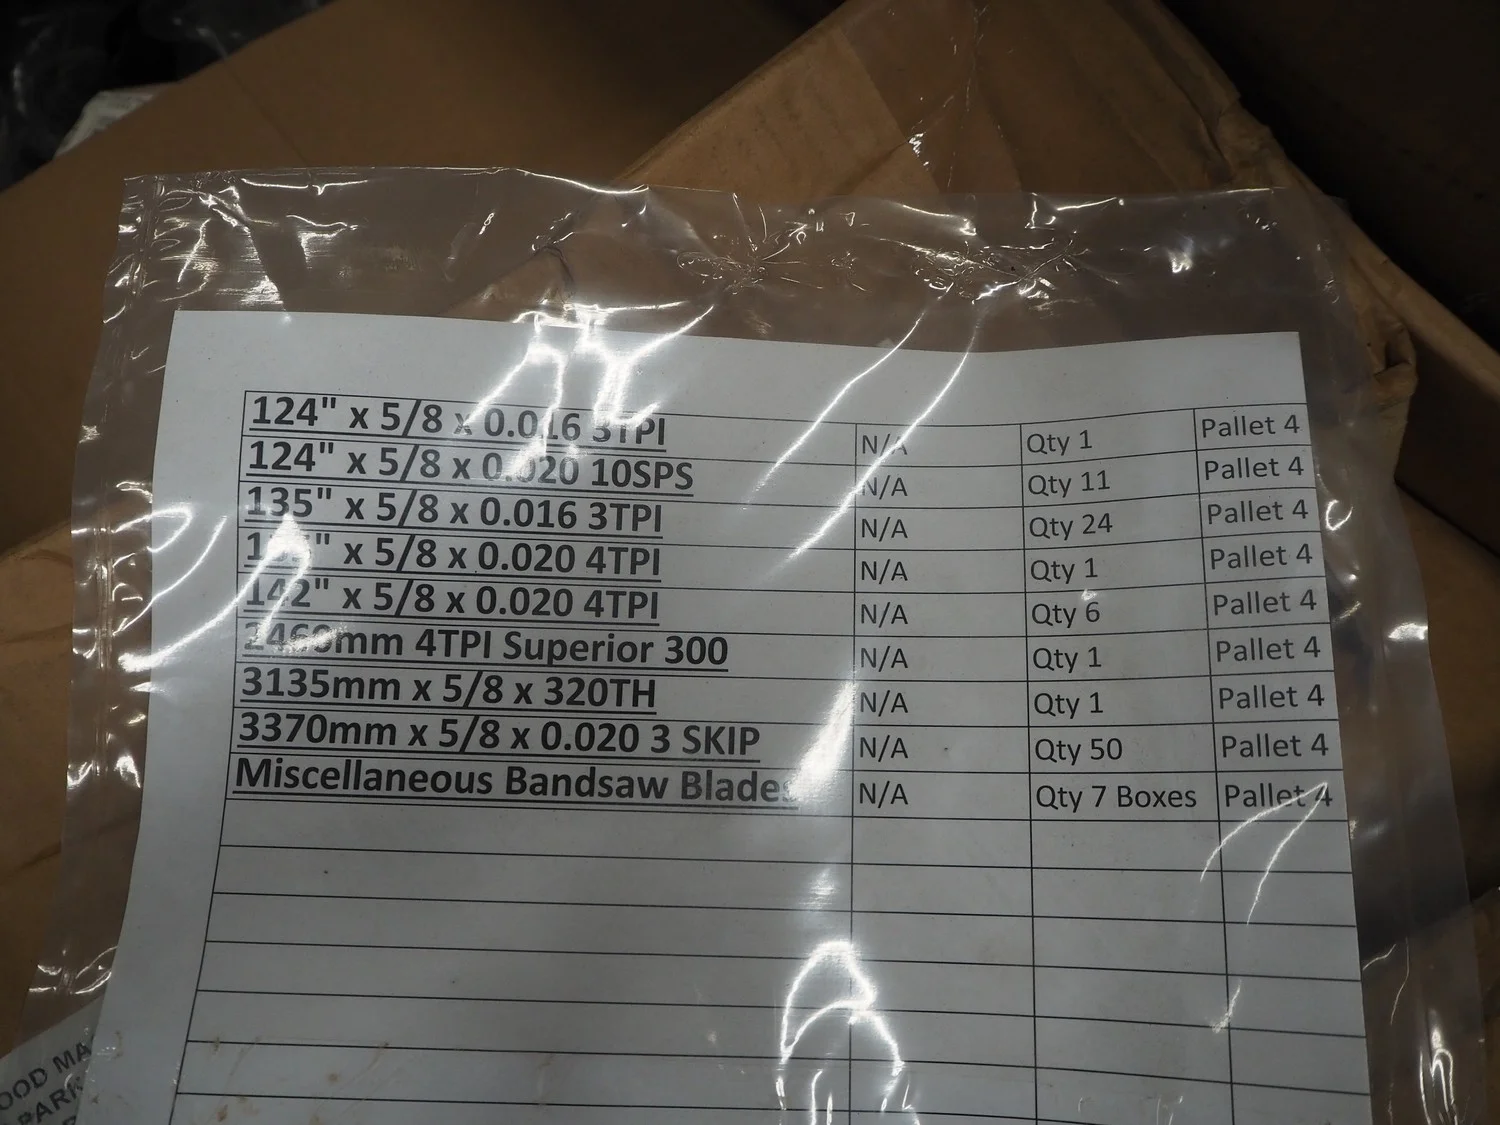 124" x 5/8 x 0.016 3TPI N/A Qty 1 Pallet 4
124" x 5/8 x 0.020 10SPS N/A Qty 11 Pallet 4
135" x 5/8 x 0.016 3TPI N/A Qty 24 Pallet 4
x 5/8 x 0.020 4TPI N/A Qty 1 Pallet 4
142" x 5/8 x 0.020 4TPI N/A Qty 6 Pallet 4
4TPI Superior 300 N/A Qty 1 Pallet 4
3135mm x 5/8 x 320TH N/A Qty 1 Pallet 4
3370mm x 5/8 x 0.020 3 SKIP N/A Qty 50 Pallet 4
Miscellaneous Bandsaw Blades N/A Qty 7 Boxes Pallet 4